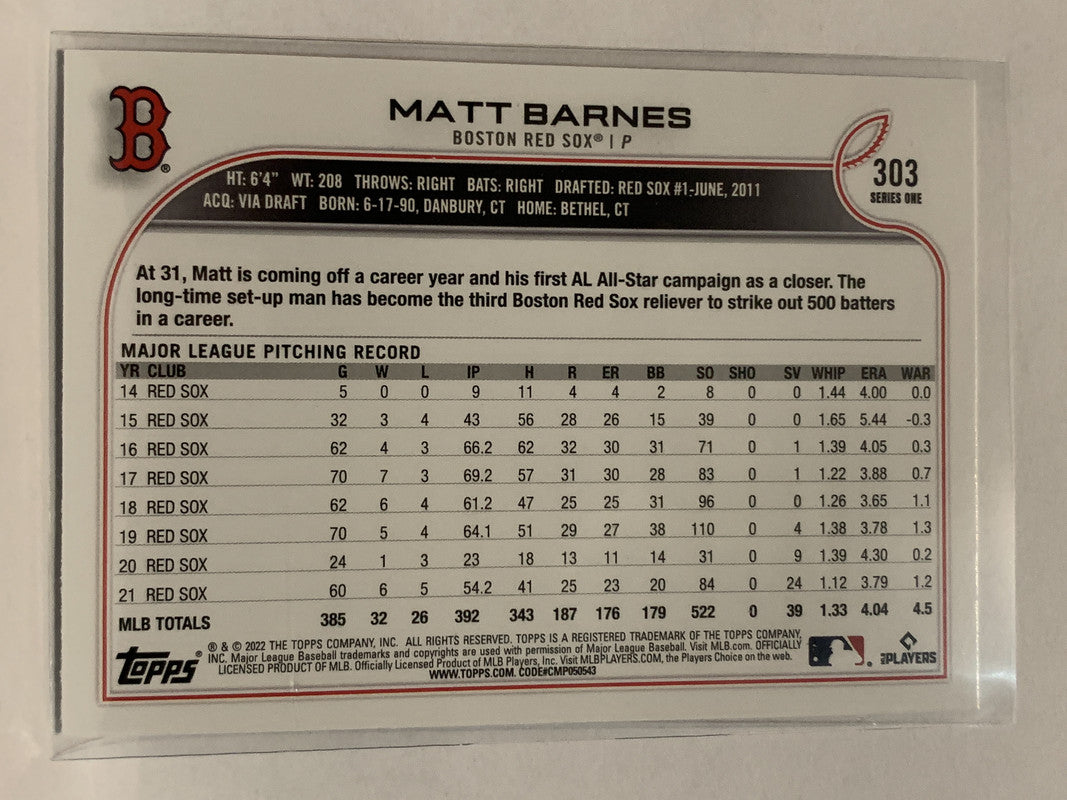 B®
MATT BARNES
BOSTON RED SOX® | P
303
SERIES ONE
HT: 6'4" WT: 208 THROWS: RIGHT BATS: RIGHT DRAFTED: RED SOX #1-JUNE, 2011
ACQ: VIA DRAFT BORN: 6-17-90, DANBURY, CT HOME: BETHEL, CT
At 31, Matt is coming off a career year and his first AL All-Star campaign as a closer. The
long-time set-up man has become the third Boston Red Sox reliever to strike out 500 batters
in a career.
MAJOR LEAGUE PITCHING RECORD
YR CLUB G W L IP H R ER BB SO SHO SV WHIP ERA WAR
14 RED SOX 5 0 0 9 11 4 4 2 8 0 0 1.44 4.00 0.0
15 RED SOX 32 3 4 43 56 28 26 15 39 0 0 1.65 5.44 -0.3
16 RED SOX 62 4 3 66.2 62 32 30 31 71 0 1 1.39 4.05 0.3
17 RED SOX 70 7 3 69.2 57 31 30 28 83 0 1 1.22 3.88 0.7
18 RED SOX 62 6 4 61.2 47 25 25 31 96 0 0 1.26 3.65 1.1
19 RED SOX 70 5 4 64.1 51 29 27 38 110 0 4 1.38 3.78 1.3
20 RED SOX 24 1 3 23 18 13 11 14 31 0 9 1.39 4.30 0.2
21 RED SOX 60 6 5 54.2 41 25 23 20 84 0 24 1.12 3.79 1.2
MLB TOTALS 385 32 26 392 343 187 176 179 522 0 39 1.33 4.04 4.5
Topps®
® & © 2022 THE TOPPS COMPANY, INC. ALL RIGHTS RESERVED. TOPPS IS A REGISTERED TRADEMARK OF THE TOPPS COMPANY,
INC. Major League Baseball trademarks and copyrights are used with permission of Major League Baseball. Visit MLB.com. OFFICIALLY
LICENSED PRODUCT OF MLB. Officially Licensed Product of MLB Players, Inc. Visit MLBPLAYERS.COM, the Players Choice on the web.
WWW.TOPPS.COM. CODE#CMP050543
MLB PLAYERS